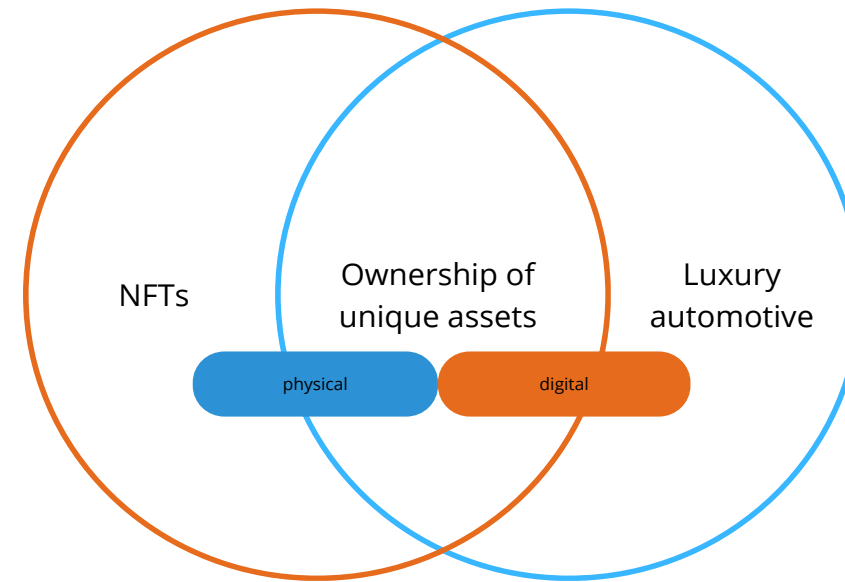 NFTs
Ownership of
unique assets
Luxury
automotive
physical
digital